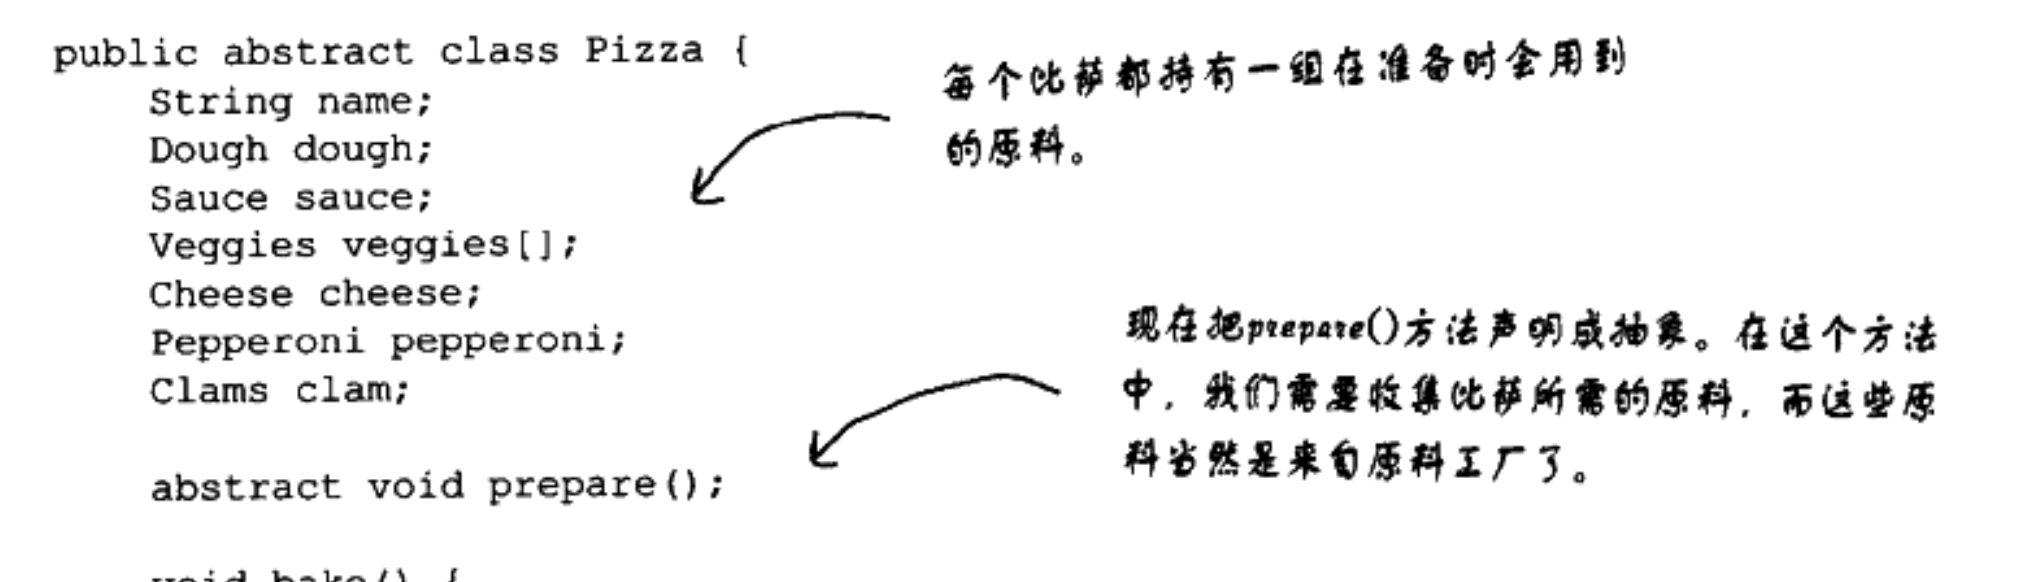 public abstract class Pizza {
String name;
Dough dough;
Sauce sauce;
Veggies veggies[];
Cheese cheese;
Pepperoni pepperoni;
Clams clam;
abstract void prepare();
void bake() {
每个比萨都持有一组在准备时会用到
的原料。
现在把prepare()方法声明成抽象。在这个方法
中，我们需要收集比萨所需的原料，而这些原
料当然是来自原料工厂了。